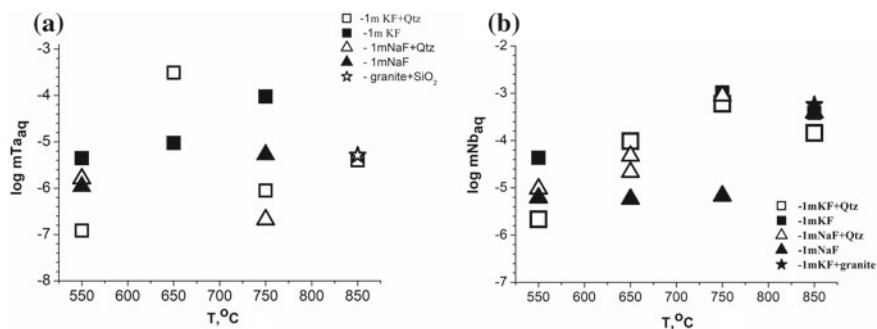 (a)
□ -1m KF+Qtz
■ -1m KF
△ - 1mNaF+Qtz
▲ - 1mNaF
☆ - granite+SiO₂
log mTa_aq
-3
-4
-5
-6
-7
-8
550 600 650 700 750 800 850
T,°C
(b)
log mNb_aq
-2
-3
-4
-5
-6
-7
□ -1mKF+Qtz
■ -1mKF
△ -1mNaF+Qtz
▲ -1mNaF
★ -1mKF+granite
550 600 650 700 750 800 850
T,°C